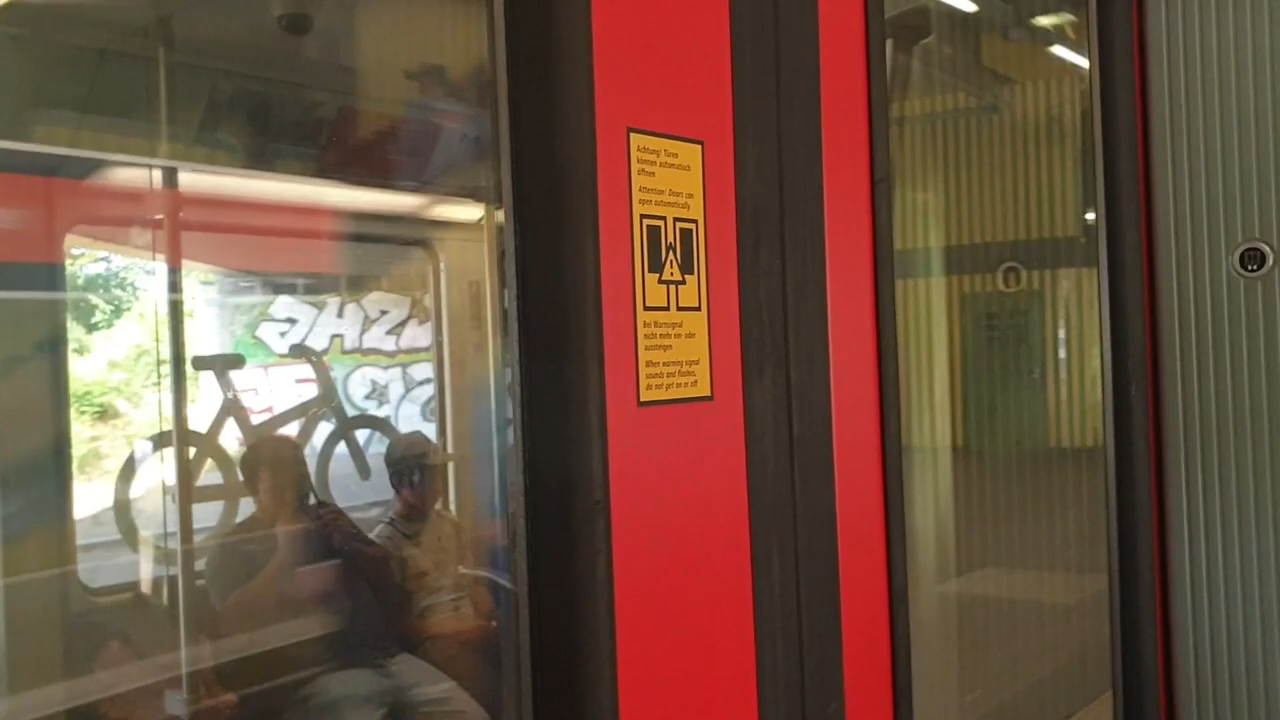 Achtung! Türen
können automatisch
öffnen
Attention! Doors can
open automatically
Bei Warnsignal
nicht mehr ein- oder
aussteigen
When warning signal
sounds and flashes,
do not get on or off